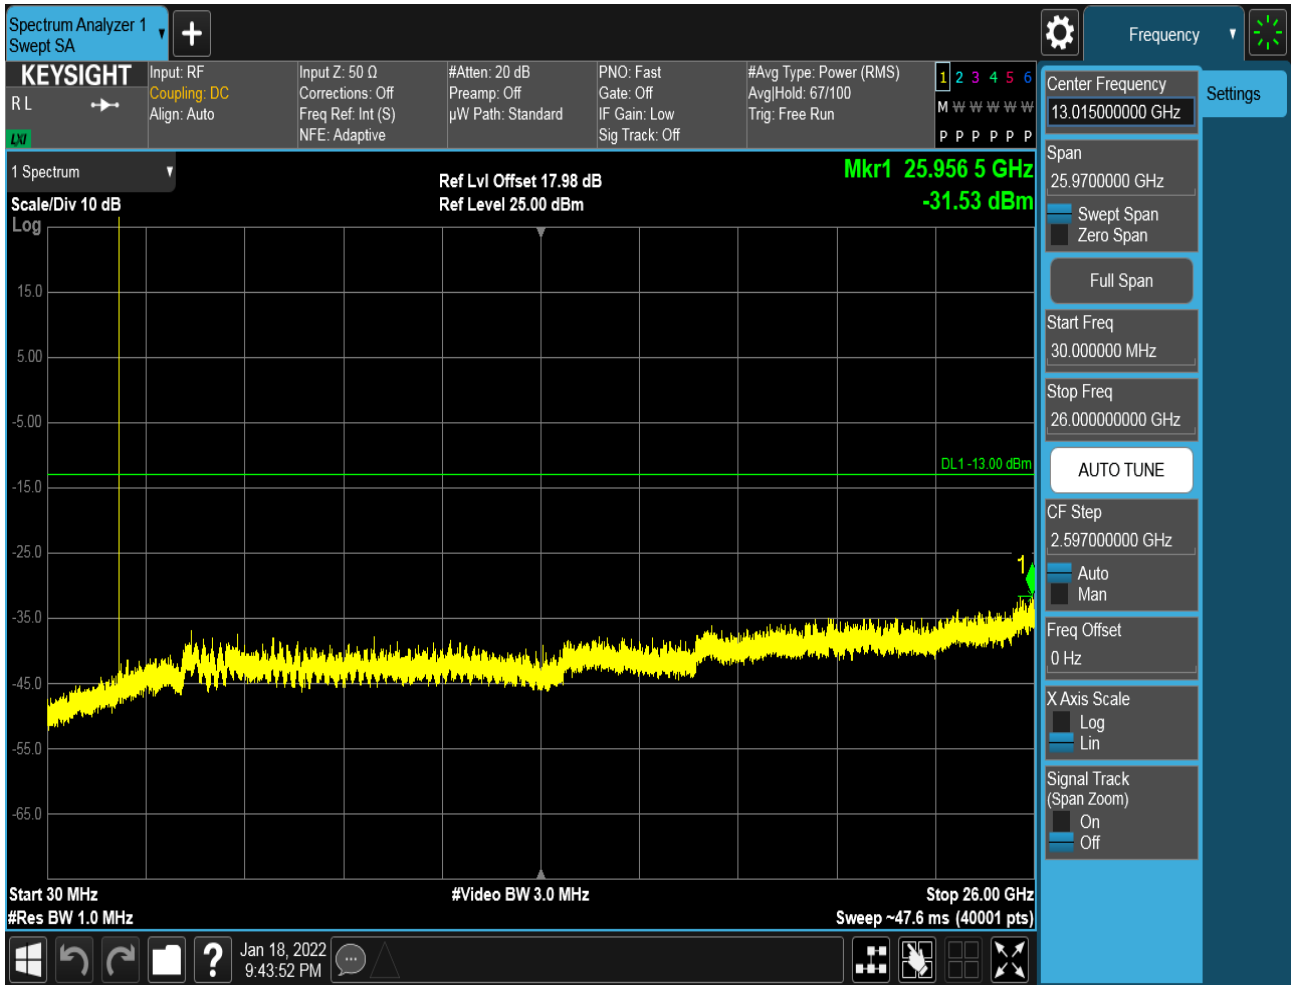 Spectrum Analyzer 1
Swept SA
Frequency
KEYSIGHT
R L
LXI
Input: RF
Coupling: DC
Align: Auto
Input Z: 50 Ω
Corrections: Off
Freq Ref: Int (S)
NFE: Adaptive
#Atten: 20 dB
Preamp: Off
µW Path: Standard
PNO: Fast
Gate: Off
IF Gain: Low
Sig Track: Off
#Avg Type: Power (RMS)
Avg|Hold: 67/100
Trig: Free Run
1 2 3 4 5 6
M W W W W W
P P P P P P
1 Spectrum
Scale/Div 10 dB
Log
Ref Lvl Offset 17.98 dB
Ref Level 25.00 dBm
Mkr1 25.956 5 GHz
-31.53 dBm
15.0
5.00
-5.00
-15.0
-25.0
-35.0
-45.0
-55.0
-65.0
DL1 -13.00 dBm
1
Start 30 MHz
#Res BW 1.0 MHz
#Video BW 3.0 MHz
Stop 26.00 GHz
Sweep ~47.6 ms (40001 pts)
Center Frequency
13.015000000 GHz
Span
25.9700000 GHz
Swept Span
Zero Span
Full Span
Start Freq
30.000000 MHz
Stop Freq
26.000000000 GHz
AUTO TUNE
CF Step
2.597000000 GHz
Auto
Man
Freq Offset
0 Hz
X Axis Scale
Log
Lin
Signal Track
(Span Zoom)
On
Off
Settings
?
Jan 18, 2022
9:43:52 PM